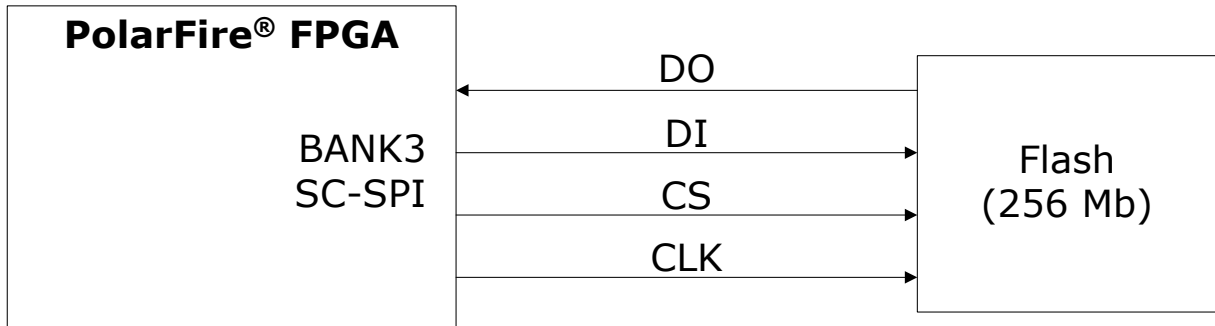 PolarFire® FPGA
BANK3
SC-SPI
DO
DI
CS
CLK
Flash
(256 Mb)